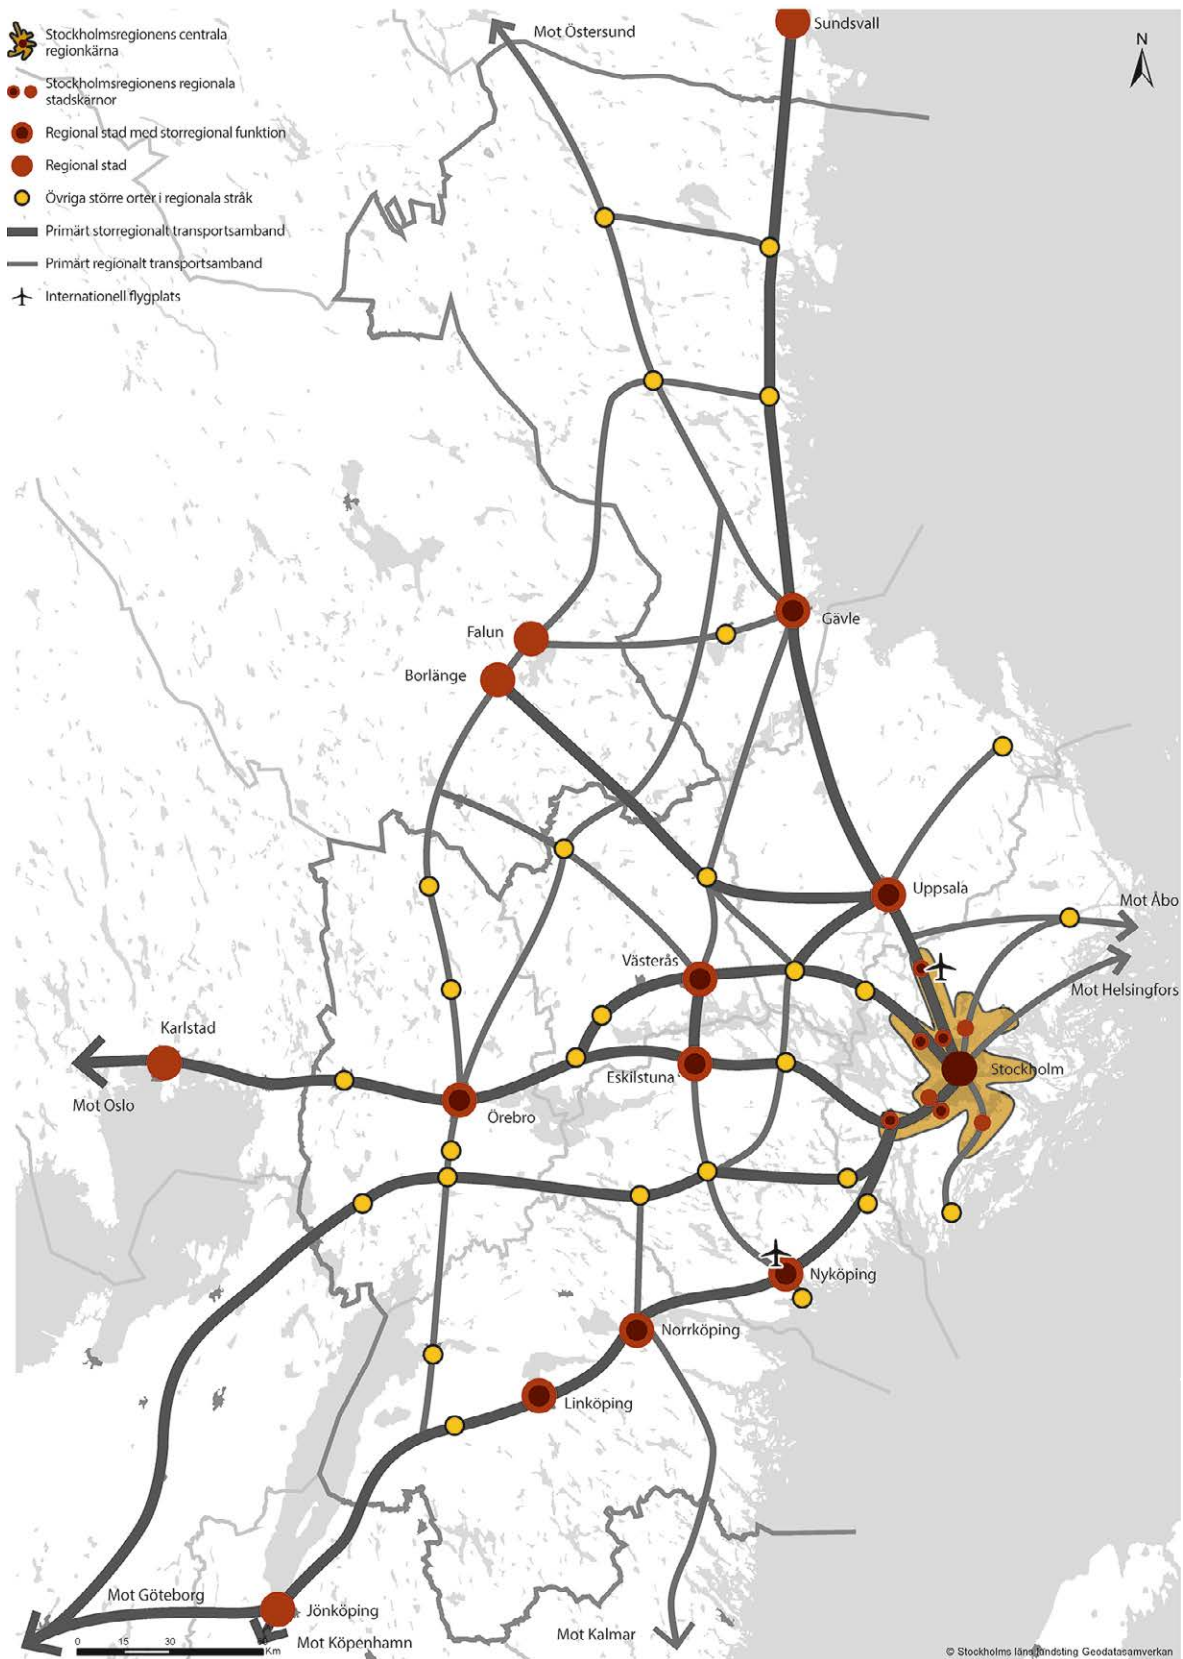 Stockholmsregionens centrala
regionkärna
Stockholmsregionens regionala
stadskärnor
Regional stad med storregional funktion
Regional stad
Övriga större orter i regionala stråk
Primärt storregionalt transportsamband
Primärt regionalt transportsamband
Internationell flygplats
Mot Östersund
Sundsvall
N
Gävle
Falun
Borlänge
Uppsala
Mot Åbo
Västerås
Mot Helsingfors
Karlstad
Stockholm
Eskilstuna
Mot Oslo
Örebro
Nyköping
Norrköping
Linköping
Mot Göteborg
Jönköping
Mot Köpenhamn
Mot Kalmar
0 15 30
Km
© Stockholms läns landsting Geodatasamverkan